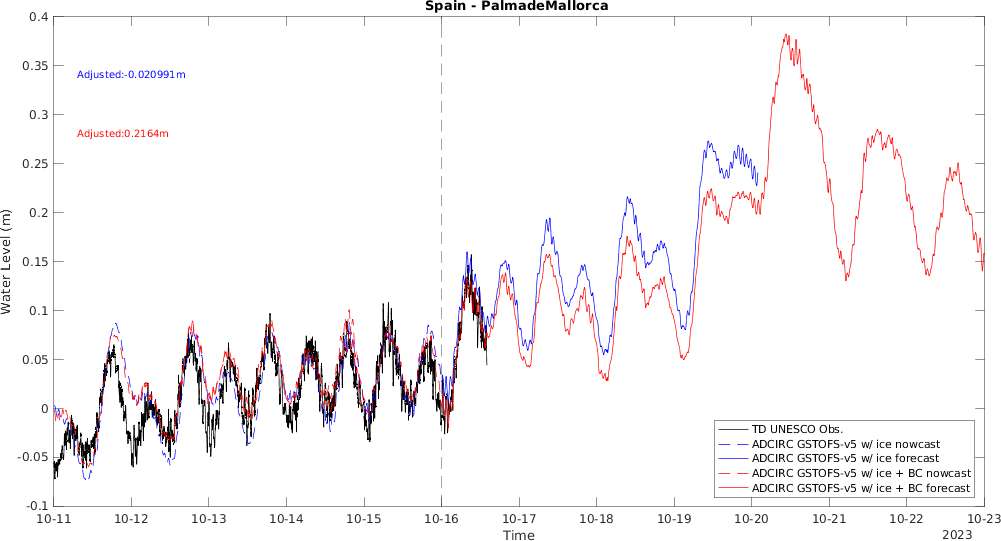 Spain - PalmadeMallorca
0.4
0.35
0.3
0.25
0.2
0.15
0.1
0.05
0
-0.05
-0.1
Water Level (m)
Adjusted:-0.020991m
Adjusted:0.2164m
TD UNESCO Obs.
ADCIRC GSTOFS-v5 w/ ice nowcast
ADCIRC GSTOFS-v5 w/ ice forecast
ADCIRC GSTOFS-v5 w/ ice + BC nowcast
ADCIRC GSTOFS-v5 w/ ice + BC forecast
10-11 10-12 10-13 10-14 10-15 10-16 10-17 10-18 10-19 10-20 10-21 10-22 10-23
Time
2023